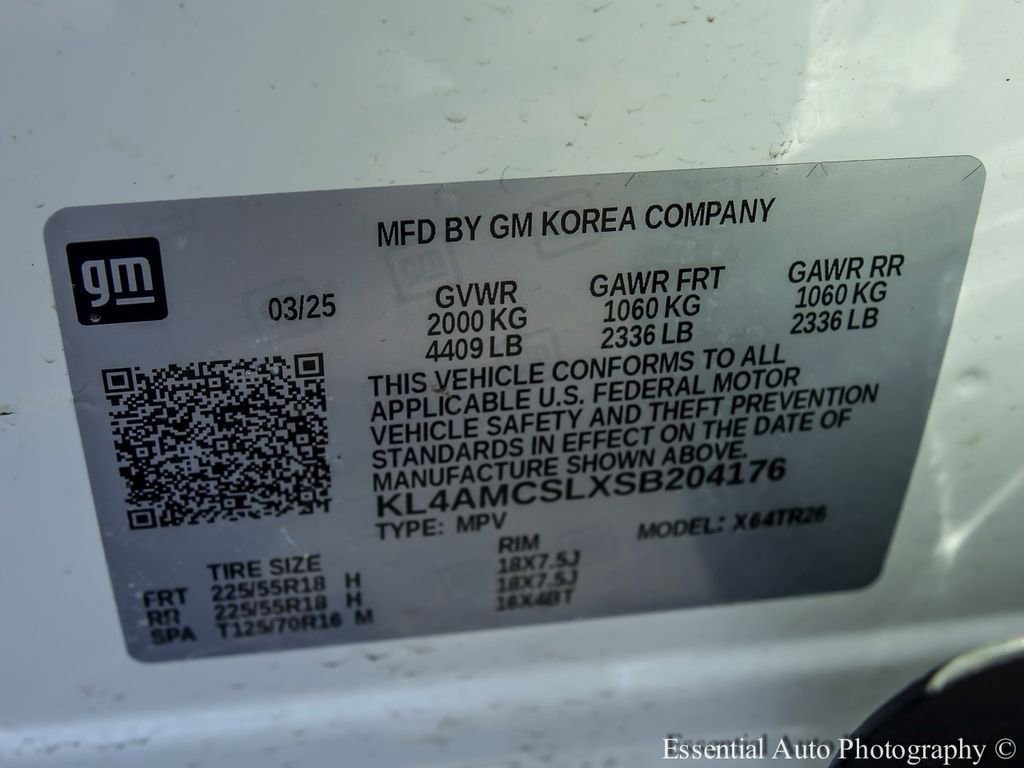 MFD BY GM KOREA COMPANY
gm
03/25
GVWR GAWR FRT GAWR RR
2000 KG 1060 KG 1060 KG
4409 LB 2336 LB 2336 LB
THIS VEHICLE CONFORMS TO ALL
APPLICABLE U.S. FEDERAL MOTOR
VEHICLE SAFETY AND THEFT PREVENTION
STANDARDS IN EFFECT ON THE DATE OF
MANUFACTURE SHOWN ABOVE.
KL4AMCSLXSB204176
TYPE: MPV MODEL: X64TR26
TIRE SIZE RIM
FRT 225/55R18 H 18X7.5J
RR 225/55R18 H 18X7.5J
SPA T125/70R16 M 16X4BT
Essential Auto Photography ©